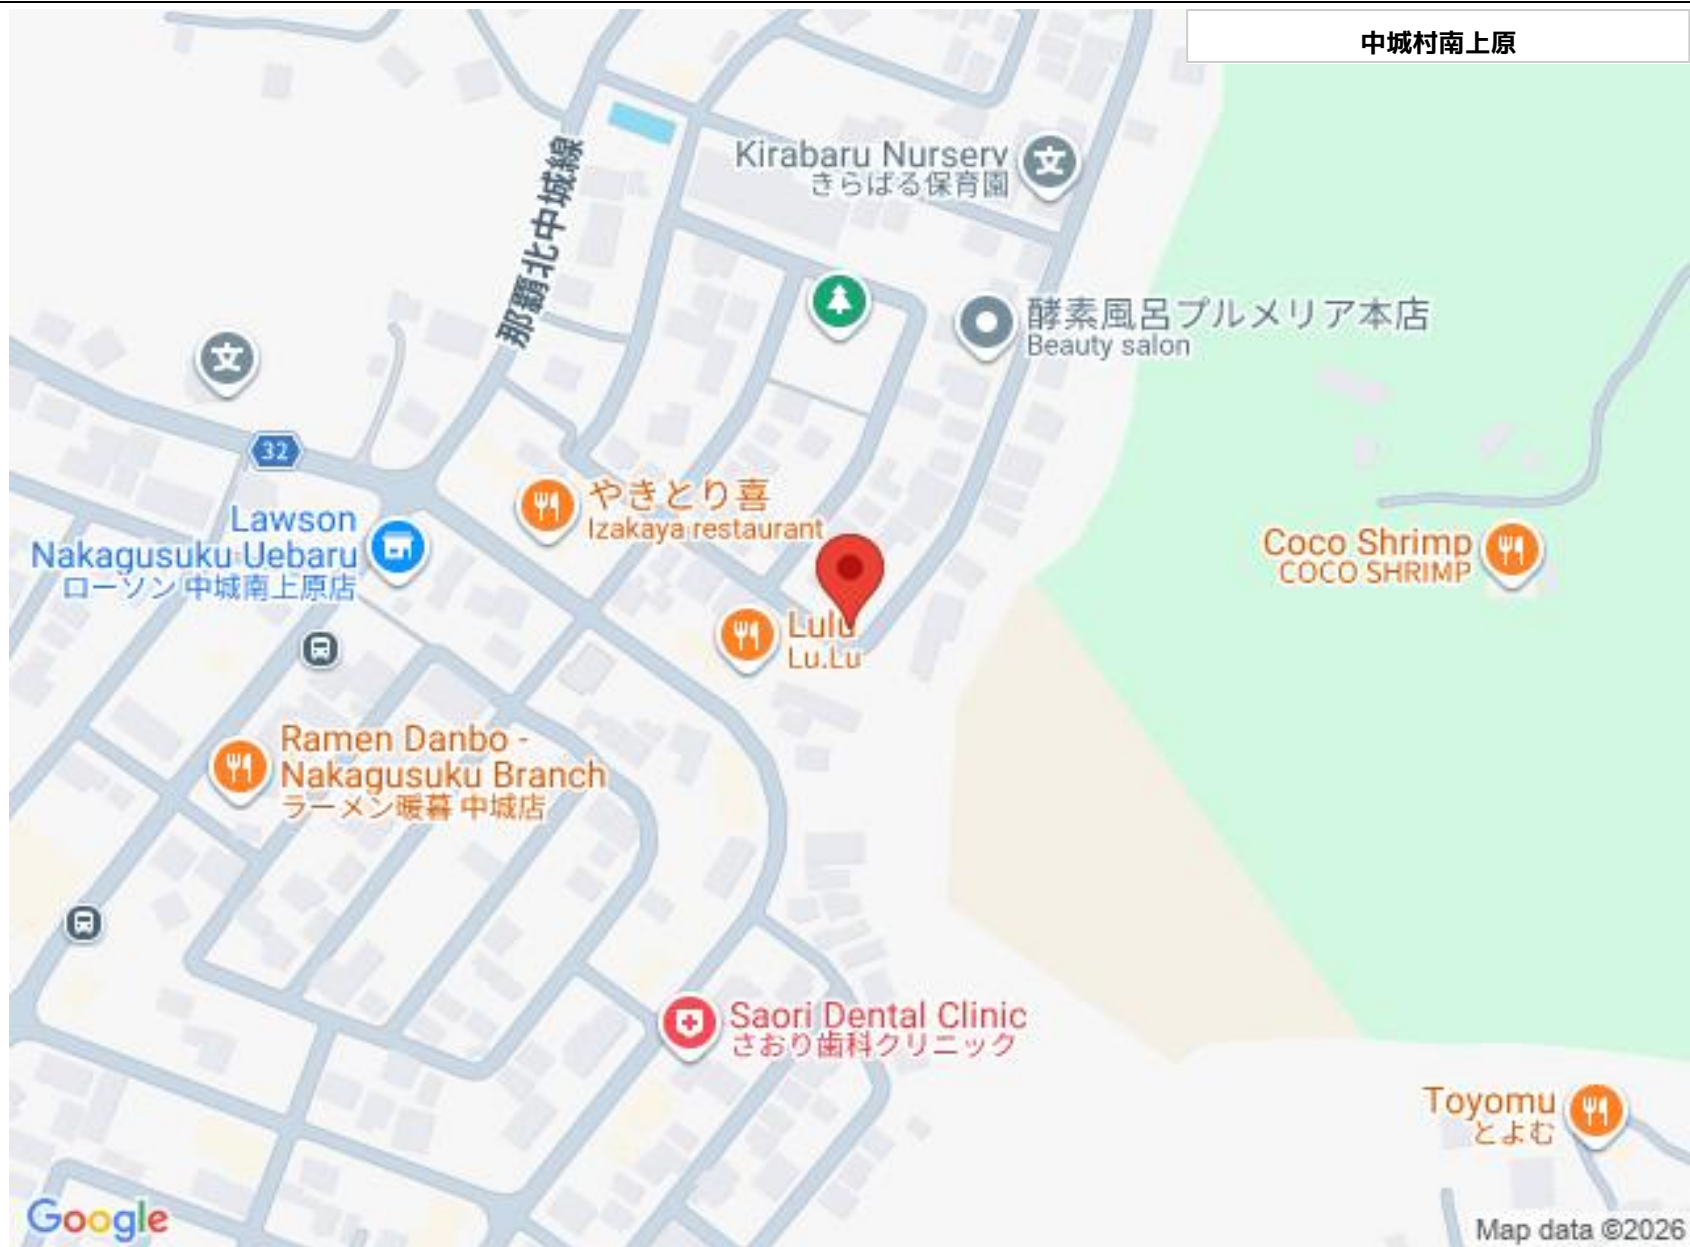 中城村南上原
Kirabaru Nursery
きらばる保育園
文
那覇北中城線
酵素風呂プルメリア本店
Beauty salon
文
32
やきとり喜
Izakaya restaurant
Lawson
Nakagusuku Uebaru
ローソン 中城南上原店
Coco Shrimp
COCO SHRIMP
Lulu
Lu.Lu
Ramen Danbo -
Nakagusuku Branch
ラーメン暖暮 中城店
Saori Dental Clinic
さおり歯科クリニック
Toyomu
とよむ
Google
Map data ©2026